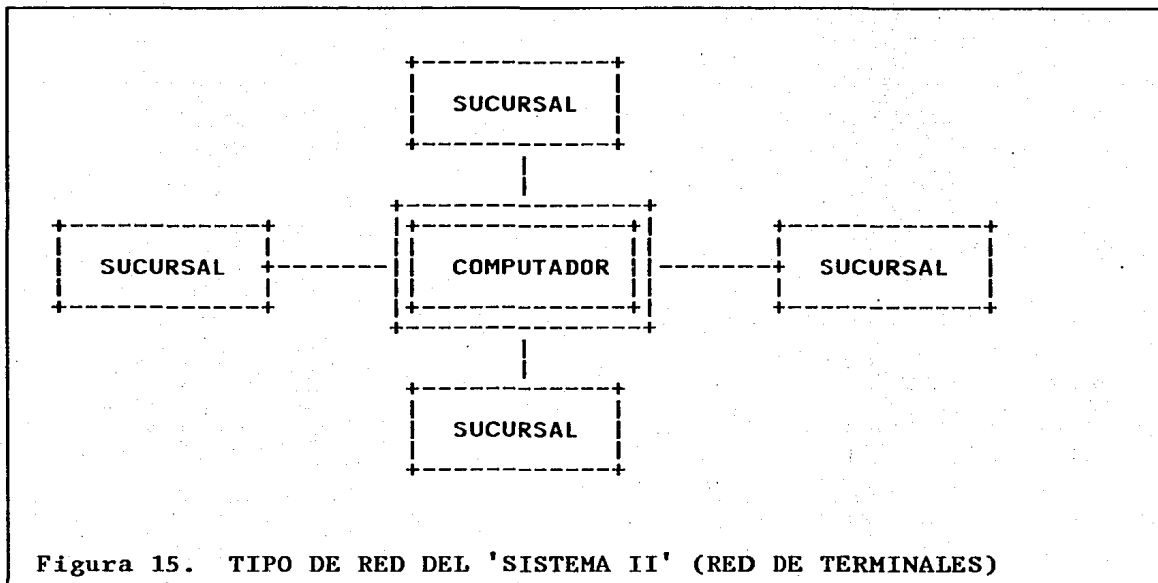 SUCURSAL
SUCURSAL COMPUTADOR SUCURSAL
SUCURSAL
Figura 15. TIPO DE RED DEL 'SISTEMA II' (RED DE TERMINALES)